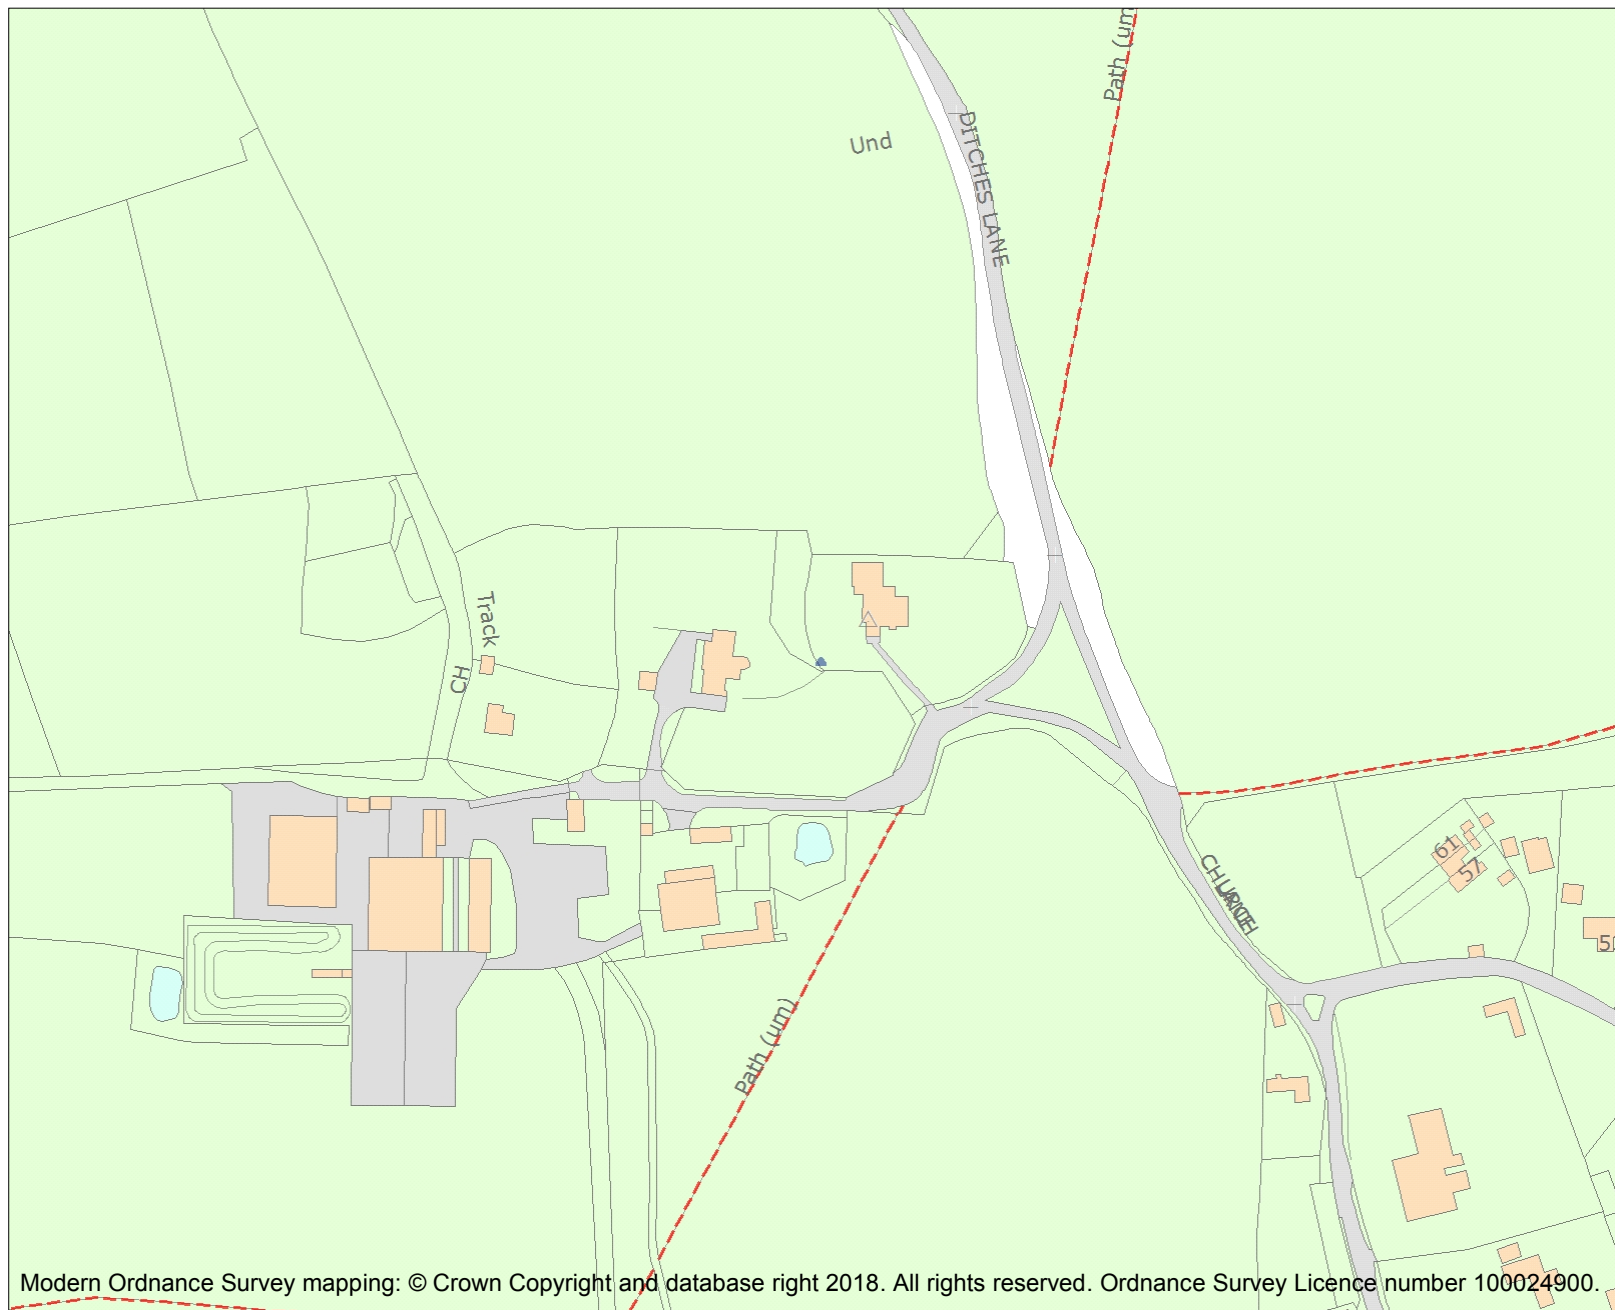 Path (um
Und
DITCHES LANE
Track
CH
61
57
CHURCH
LANE
Path (um)
Modern Ordnance Survey mapping: © Crown Copyright and database right 2018. All rights reserved. Ordnance Survey Licence number 100024900.